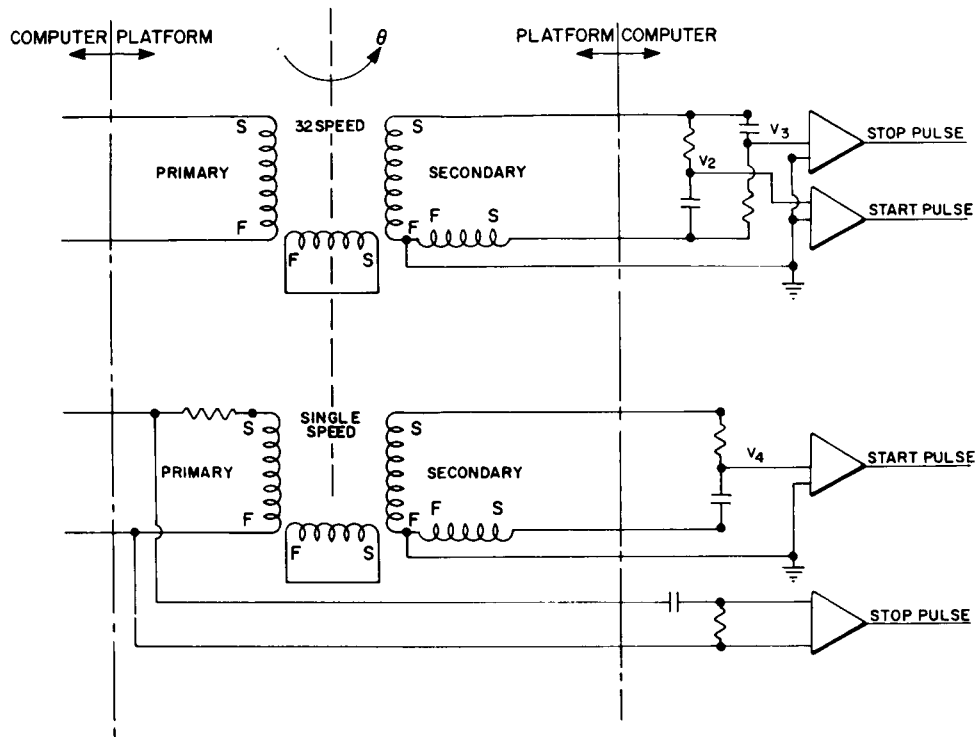 COMPUTER PLATFORM
θ
PLATFORM COMPUTER
S
32 SPEED
S
V3
STOP PULSE
PRIMARY
SECONDARY
V2
F
F
F S
START PULSE
F S
S
SINGLE
SPEED
S
PRIMARY
SECONDARY
V4
START PULSE
F
F
F S
F S
STOP PULSE